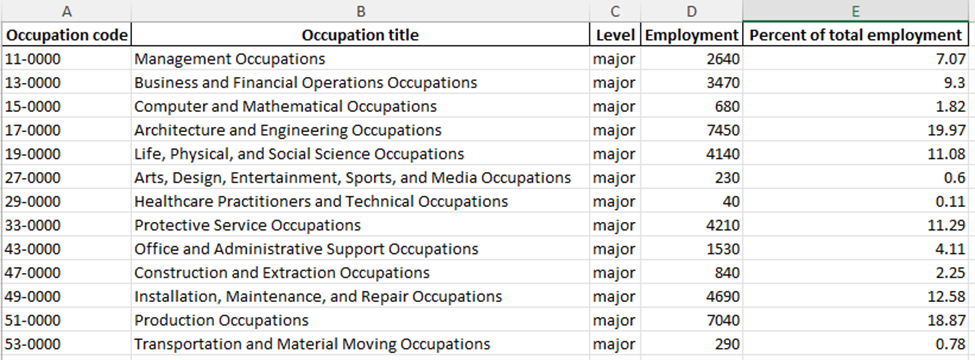 A B C D E
Occupation code Occupation title Level Employment Percent of total employment
11-0000 Management Occupations major 2640 7.07
13-0000 Business and Financial Operations Occupations major 3470 9.3
15-0000 Computer and Mathematical Occupations major 680 1.82
17-0000 Architecture and Engineering Occupations major 7450 19.97
19-0000 Life, Physical, and Social Science Occupations major 4140 11.08
27-0000 Arts, Design, Entertainment, Sports, and Media Occupations major 230 0.6
29-0000 Healthcare Practitioners and Technical Occupations major 40 0.11
33-0000 Protective Service Occupations major 4210 11.29
43-0000 Office and Administrative Support Occupations major 1530 4.11
47-0000 Construction and Extraction Occupations major 840 2.25
49-0000 Installation, Maintenance, and Repair Occupations major 4690 12.58
51-0000 Production Occupations major 7040 18.87
53-0000 Transportation and Material Moving Occupations major 290 0.78